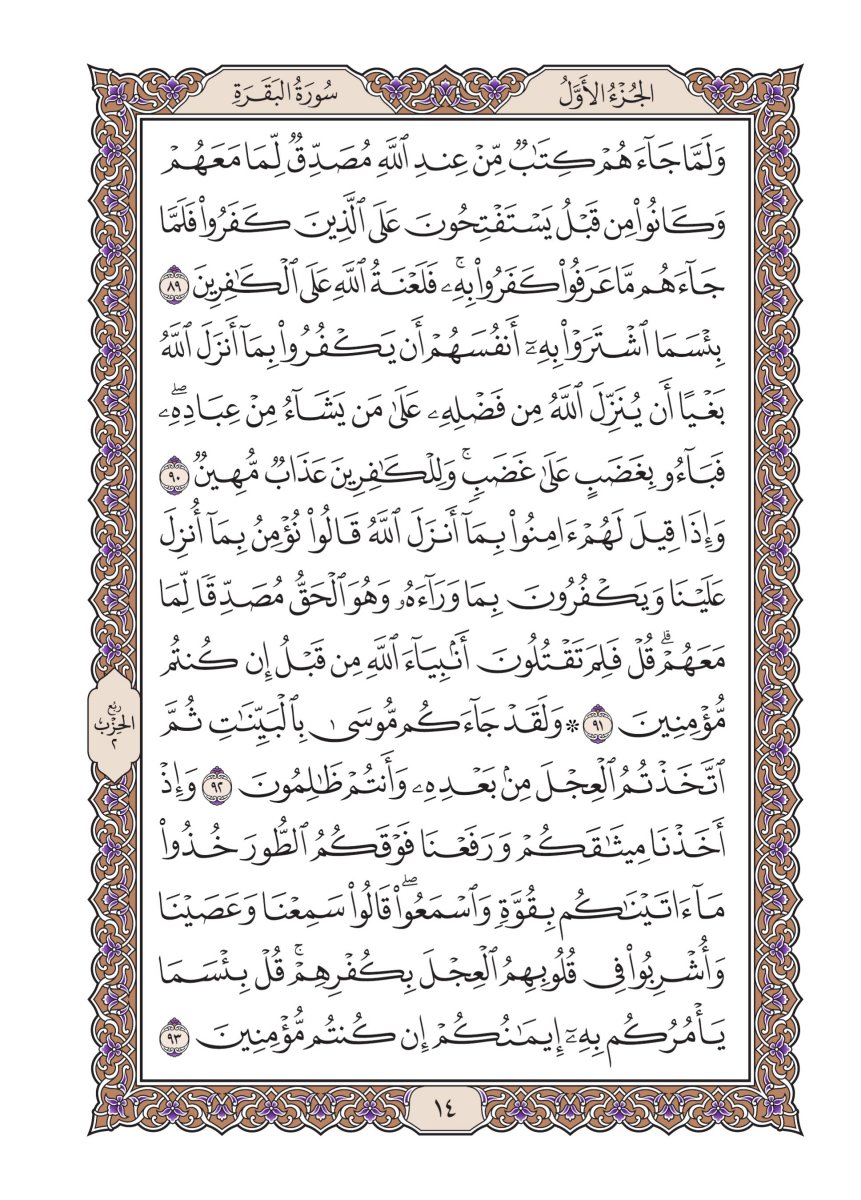 الجُزْءُ الأَوَّلُ
سُورَةُ البَقَرَةِ
وَلَمَّا جَآءَهُمْ كِتَٰبٌ مِّنْ عِندِ ٱللَّهِ مُصَدِّقٌ لِّمَا مَعَهُمْ
وَكَانُوا۟ مِن قَبْلُ يَسْتَفْتِحُونَ عَلَى ٱلَّذِينَ كَفَرُوا۟ فَلَمَّا
جَآءَهُم مَّا عَرَفُوا۟ كَفَرُوا۟ بِهِۦۚ فَلَعْنَةُ ٱللَّهِ عَلَى ٱلْكَٰفِرِينَ ٨٩
بِئْسَمَا ٱشْتَرَوْا۟ بِهِۦٓ أَنفُسَهُمْ أَن يَكْفُرُوا۟ بِمَآ أَنزَلَ ٱللَّهُ
بَغْيًا أَن يُنَزِّلَ ٱللَّهُ مِن فَضْلِهِۦ عَلَىٰ مَن يَشَآءُ مِنْ عِبَادِهِۦۖ
فَبَآءُو بِغَضَبٍ عَلَىٰ غَضَبٍۚ وَلِلْكَٰفِرِينَ عَذَابٌ مُّهِينٌ ٩٠
وَإِذَا قِيلَ لَهُمْ ءَامِنُوا۟ بِمَآ أَنزَلَ ٱللَّهُ قَالُوا۟ نُؤْمِنُ بِمَآ أُنزِلَ
عَلَيْنَا وَيَكْفُرُونَ بِمَا وَرَآءَهُۥ وَهُوَ ٱلْحَقُّ مُصَدِّقًا لِّمَا
مَعَهُمْۗ قُلْ فَلِمَ تَقْتُلُونَ أَنۢبِيَآءَ ٱللَّهِ مِن قَبْلُ إِن كُنتُم
مُّؤْمِنِينَ ٩١ ۞ وَلَقَدْ جَآءَكُم مُّوسَىٰ بِٱلْبَيِّنَٰتِ ثُمَّ
ٱتَّخَذْتُمُ ٱلْعِجْلَ مِنۢ بَعْدِهِۦ وَأَنتُمْ ظَٰلِمُونَ ٩٢ وَإِذْ
أَخَذْنَا مِيثَٰقَكُمْ وَرَفَعْنَا فَوْقَكُمُ ٱلطُّورَ خُذُوا۟
مَآ ءَاتَيْنَٰكُم بِقُوَّةٍ وَٱسْمَعُوا۟ۖ قَالُوا۟ سَمِعْنَا وَعَصَيْنَا
وَأُشْرِبُوا۟ فِى قُلُوبِهِمُ ٱلْعِجْلَ بِكُفْرِهِمْۚ قُلْ بِئْسَمَا
يَأْمُرُكُم بِهِۦٓ إِيمَٰنُكُمْ إِن كُنتُم مُّؤْمِنِينَ ٩٣
ربع
الحزب
٢
١٤